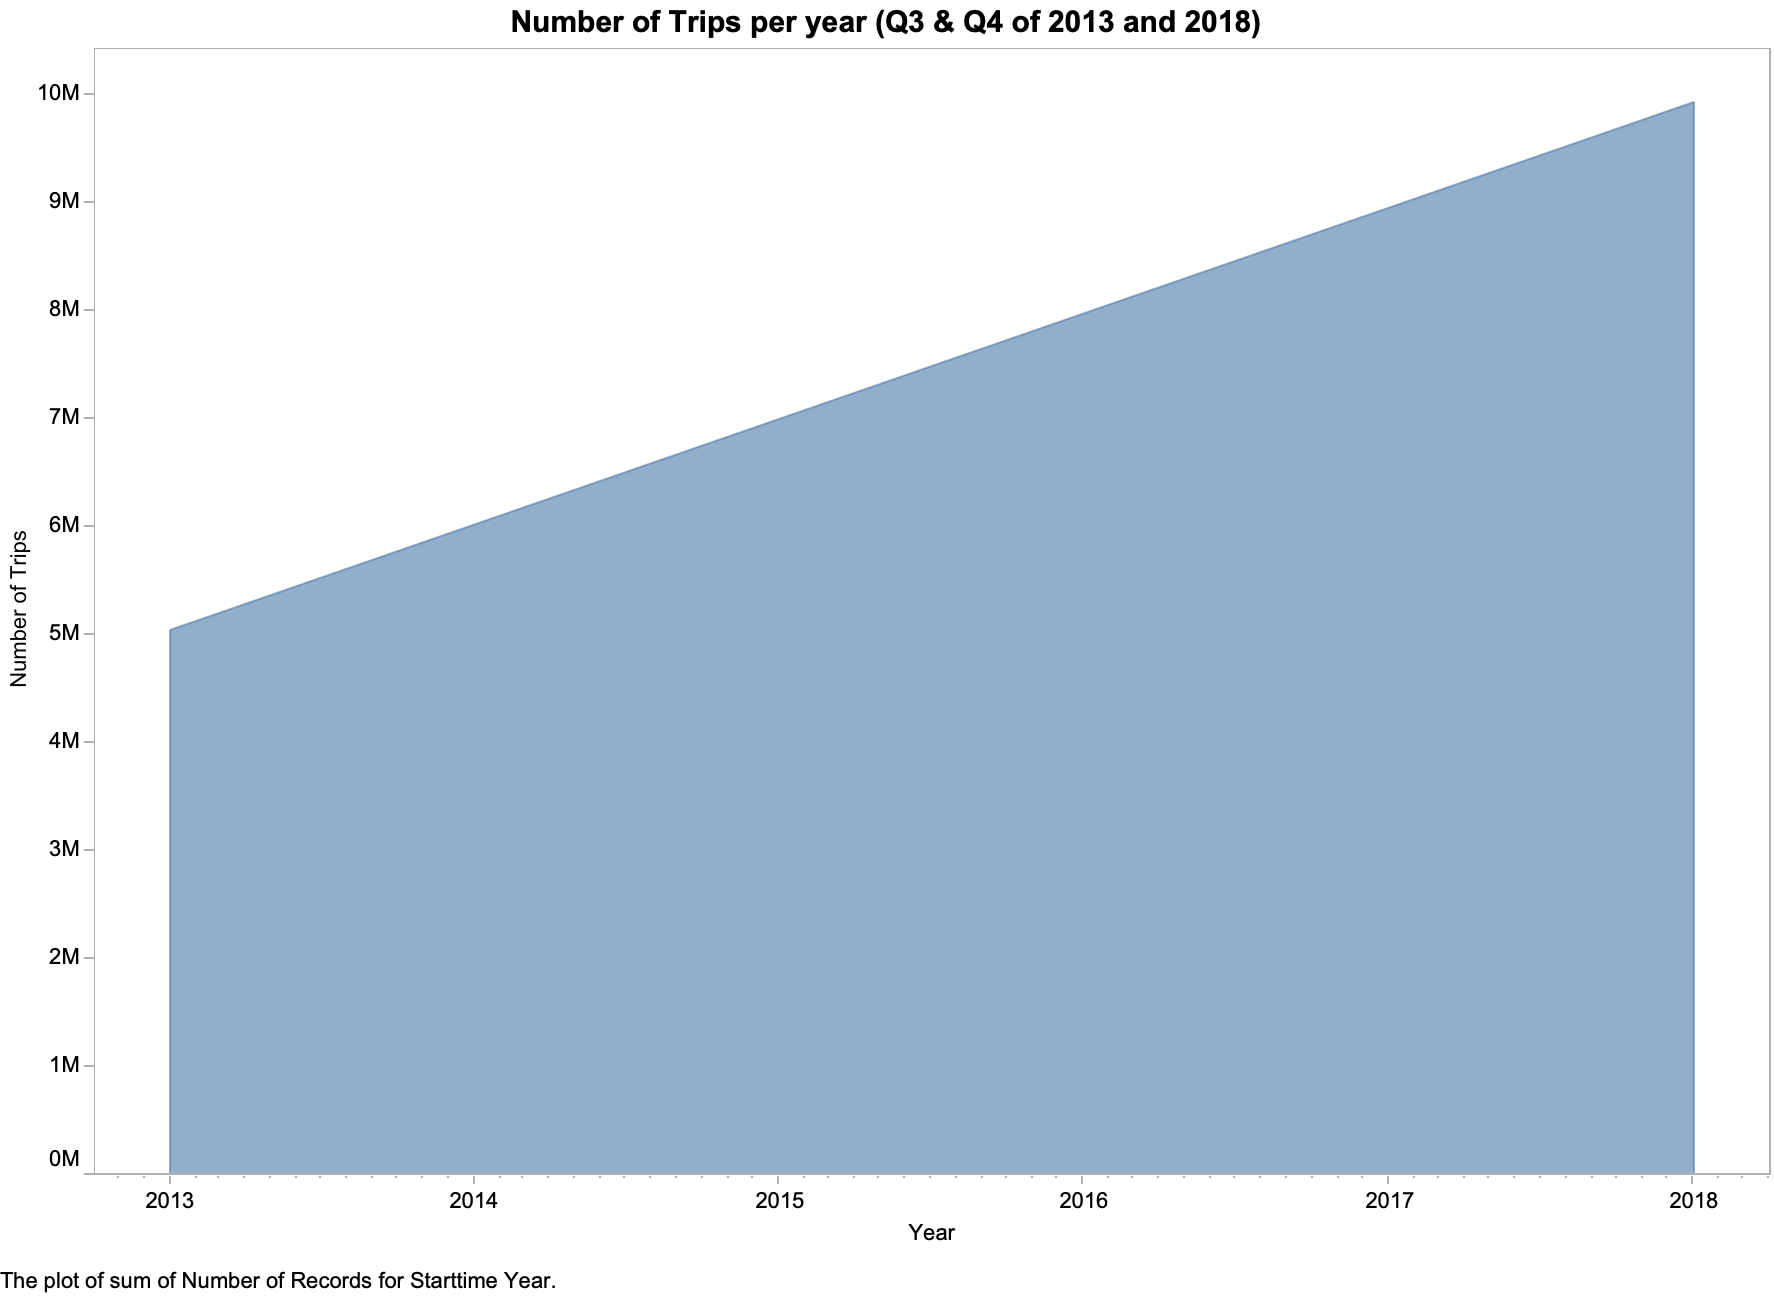 Number of Trips per year (Q3 & Q4 of 2013 and 2018)
10M
9M
8M
7M
6M
5M
4M
3M
2M
1M
0M
Number of Trips
2013 2014 2015 2016 2017 2018
Year
The plot of sum of Number of Records for Starttime Year.